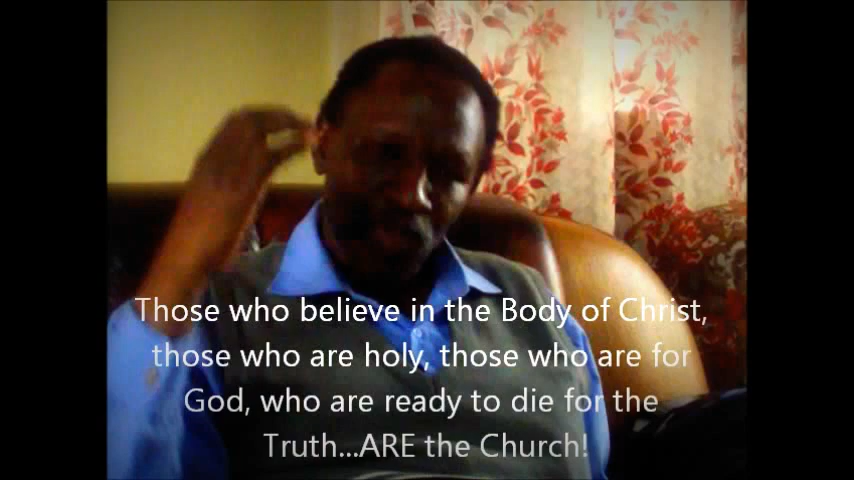 Those who believe in the Body of Christ,
those who are holy, those who are for
God, who are ready to die for the
Truth...ARE the Church!